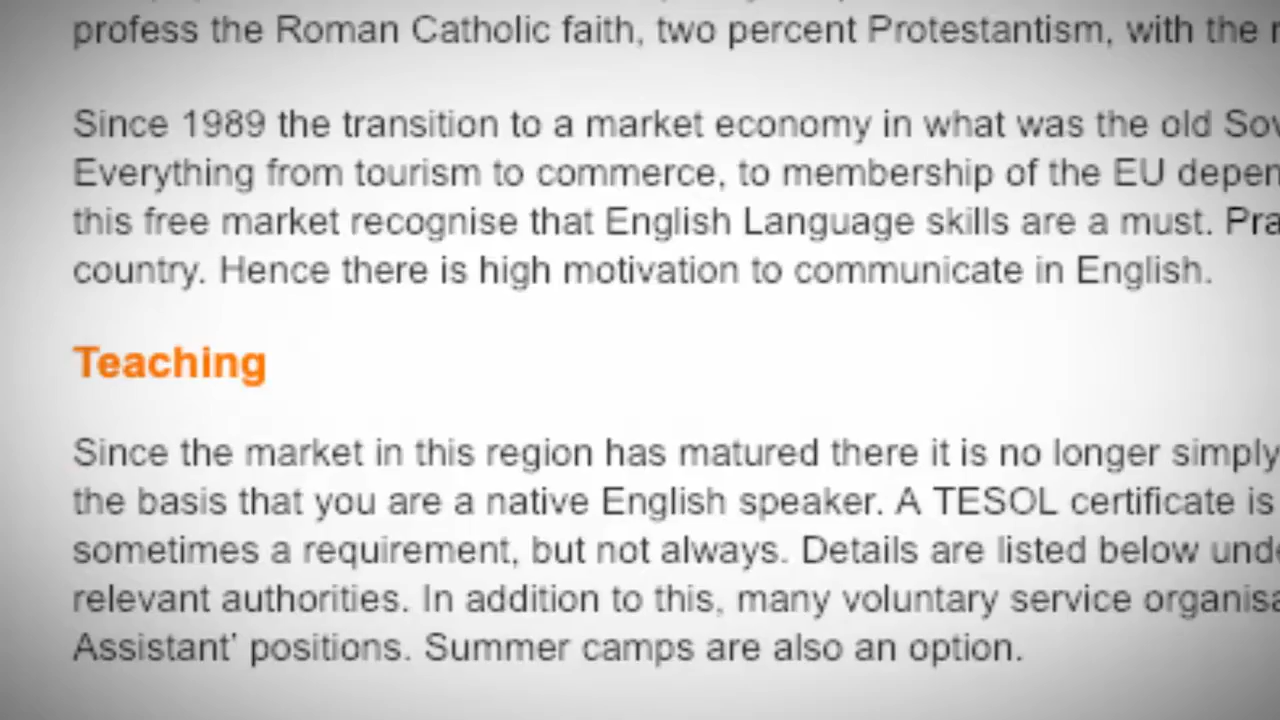 profess the Roman Catholic faith, two percent Protestantism, with the
Since 1989 the transition to a market economy in what was the old
Everything from tourism to commerce, to membership of the EU
this free market recognise that English Language skills are a must.
country. Hence there is high motivation to communicate in English.
Teaching
Since the market in this region has matured there it is no longer simply
the basis that you are a native English speaker. A TESOL certificate is
sometimes a requirement, but not always. Details are listed below
relevant authorities. In addition to this, many voluntary service
Assistant' positions. Summer camps are also an option.